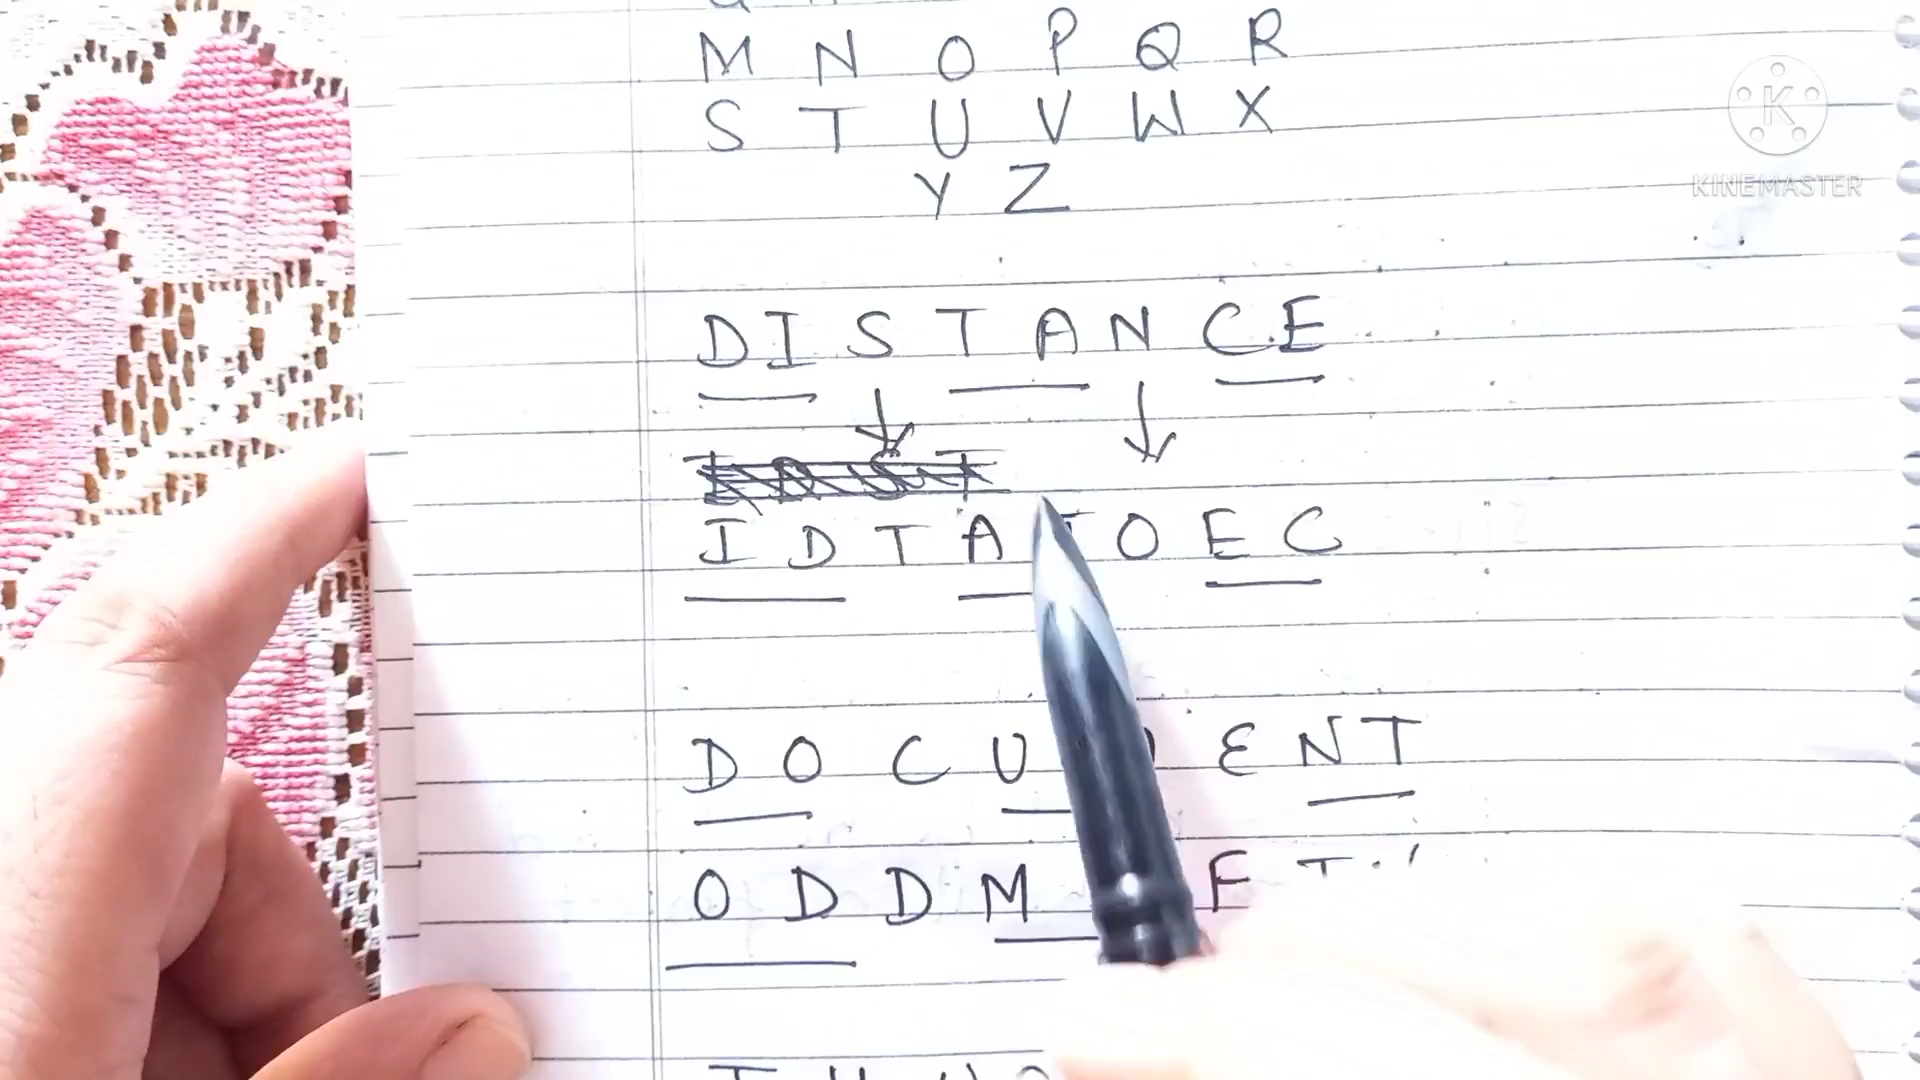 M N O P Q R
S T U V W X
Y Z
KINEMASTER
D I S T A N C E
I D T A T O E C
D O C U E N T
O D D M F T